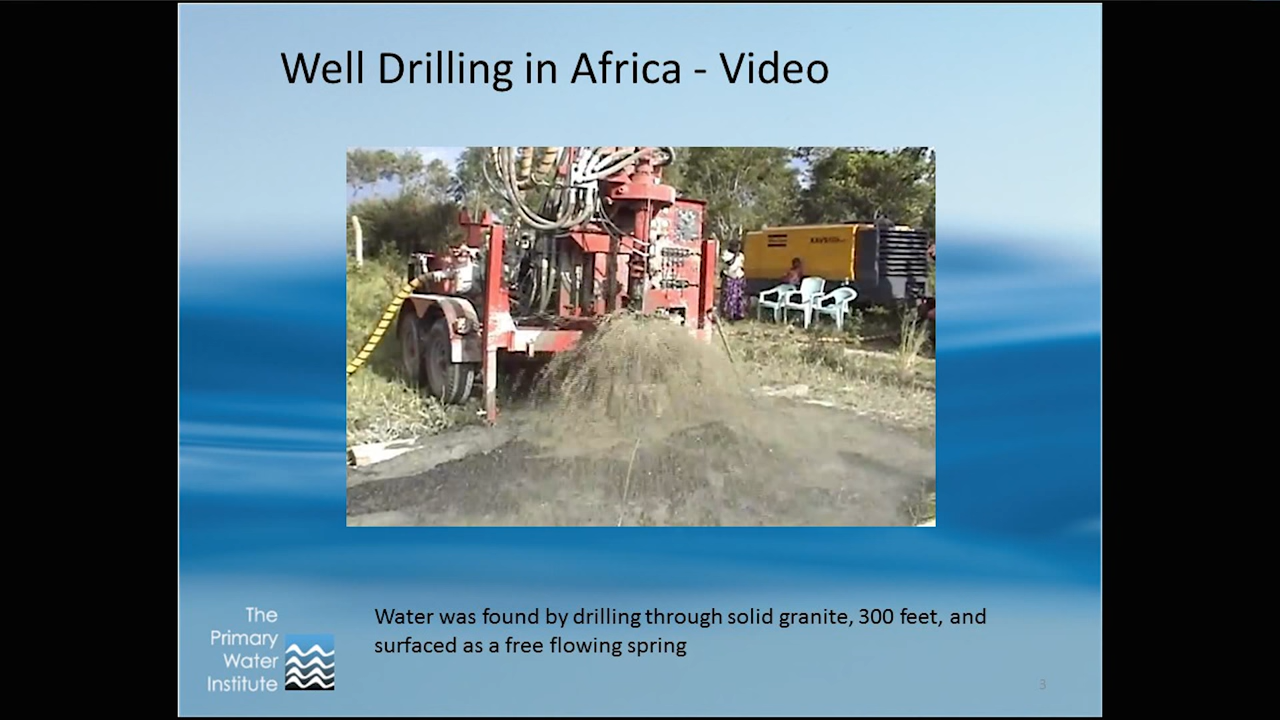 Well Drilling in Africa - Video
Water was found by drilling through solid granite, 300 feet, and
surfaced as a free flowing spring
The
Primary
Water
Institute
3